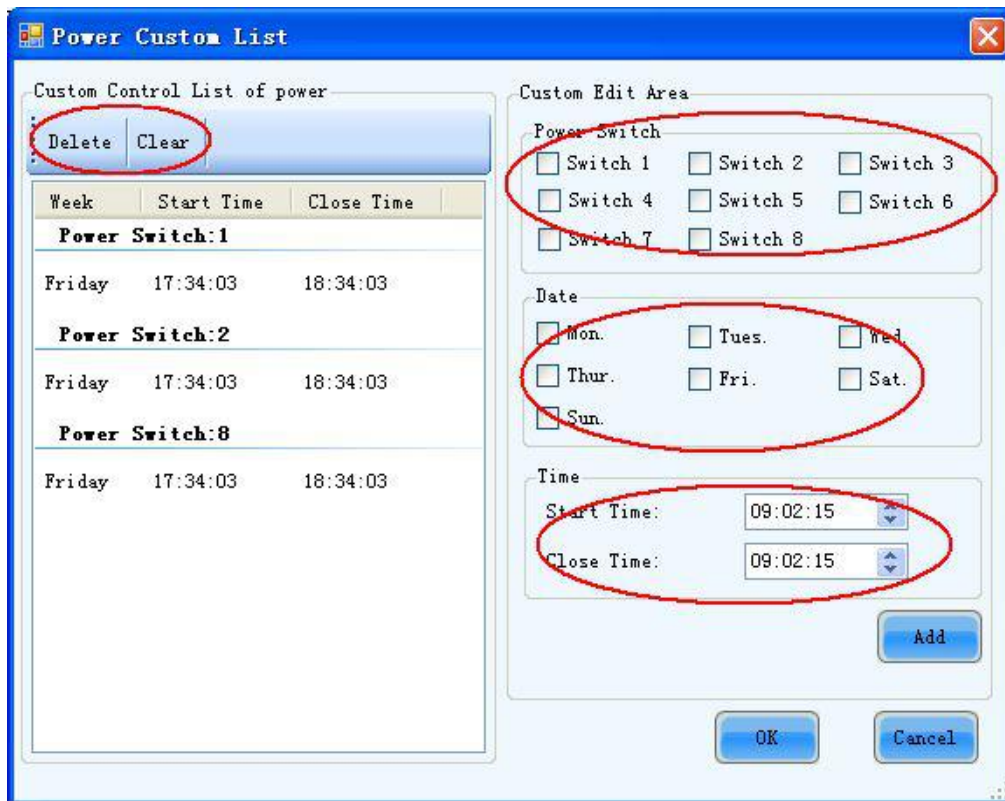 Power Custom List
Custom Control List of power
Delete Clear
Week Start Time Close Time
Power Switch:1
Friday 17:34:03 18:34:03
Power Switch:2
Friday 17:34:03 18:34:03
Power Switch:8
Friday 17:34:03 18:34:03
Custom Edit Area
Power Switch
Switch 1 Switch 2 Switch 3
Switch 4 Switch 5 Switch 6
Switch 7 Switch 8
Date
Mon. Tues. Wed.
Thur. Fri. Sat.
Sun.
Time
Start Time: 09:02:15
Close Time: 09:02:15
Add
OK Cancel